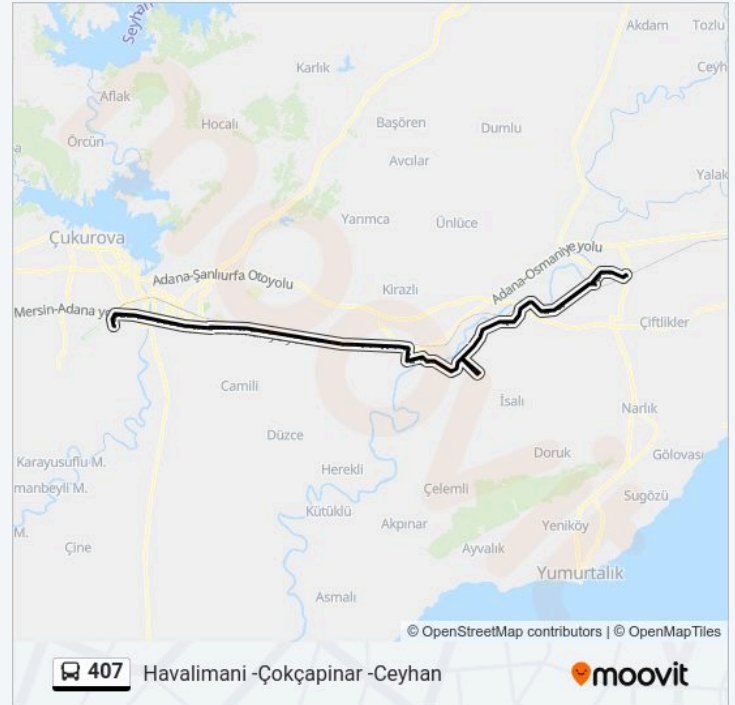 Seyhan
Akdam
Tozlu
Ceyh
Karlık
Aflak
Hocalı
Başören
Dumlu
Örcün
Avcılar
Yalak
Yarımca
Ünlüce
Çukurova
Adana-Şanlıurfa Otoyolu
Adana-Osmaniye yolu
Kirazlı
Mersin-Adana yo
Çiftlikler
Camili
İsalı
Narlık
Düzce
Doruk
Gölovası
Karayusuflu M.
Herekli
manbeyli M.
Çelemli
Sugözü
Kütüklü
Akpınar
Yeniköy
M.
Çine
Ayvalık
Yumurtalık
Asmalı
© OpenStreetMap contributors | © OpenMapTiles
407 Havalimani -Çokçapinar -Ceyhan
moovit